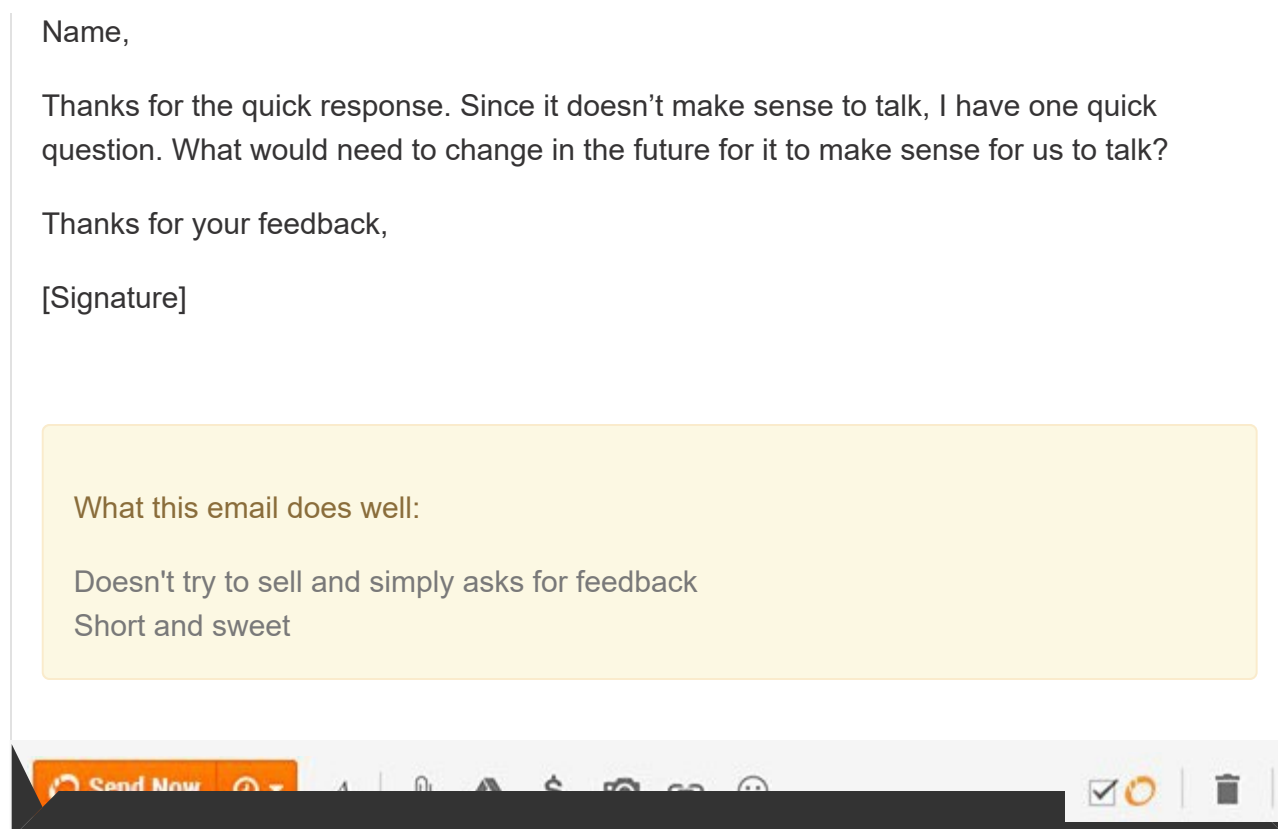 Name,
Thanks for the quick response. Since it doesn’t make sense to talk, I have one quick
question. What would need to change in the future for it to make sense for us to talk?
Thanks for your feedback,
[Signature]
What this email does well:
Doesn't try to sell and simply asks for feedback
Short and sweet
Send Now